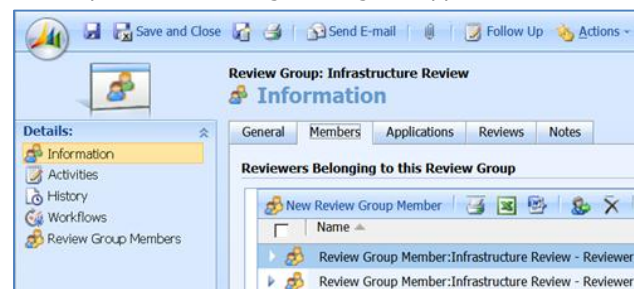 Save and Close
Send E-mail
Follow Up
Actions
Review Group: Infrastructure Review
Information
Details:
Information
Activities
History
Workflows
Review Group Members
General Members Applications Reviews Notes
Reviewers Belonging to this Review Group
New Review Group Member
Name
Review Group Member:Infrastructure Review - Reviewer
Review Group Member:Infrastructure Review - Reviewer